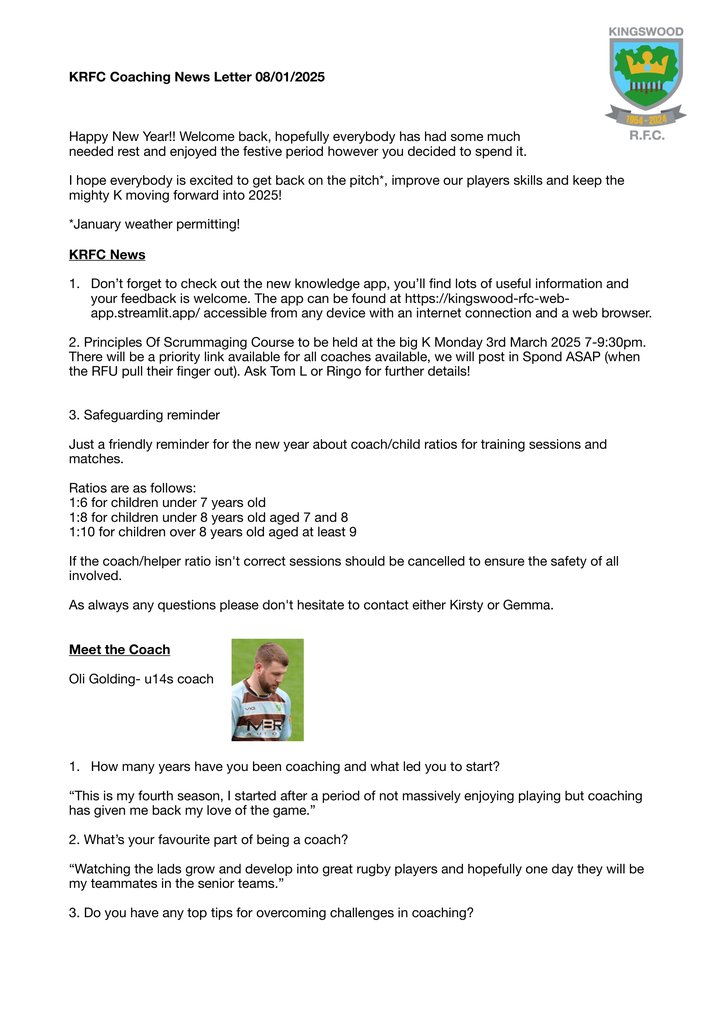 KINGSWOOD
1954 - 2024
R.F.C.
KRFC Coaching News Letter 08/01/2025
Happy New Year!! Welcome back, hopefully everybody has had some much
needed rest and enjoyed the festive period however you decided to spend it.
I hope everybody is excited to get back on the pitch*, improve our players skills and keep the
mighty K moving forward into 2025!
*January weather permitting!
KRFC News
1. Don’t forget to check out the new knowledge app, you’ll find lots of useful information and
your feedback is welcome. The app can be found at https://kingswood-rfc-web-
app.streamlit.app/ accessible from any device with an internet connection and a web browser.
2. Principles Of Scrummaging Course to be held at the big K Monday 3rd March 2025 7-9:30pm.
There will be a priority link available for all coaches available, we will post in Spond ASAP (when
the RFU pull their finger out). Ask Tom L or Ringo for further details!
3. Safeguarding reminder
Just a friendly reminder for the new year about coach/child ratios for training sessions and
matches.
Ratios are as follows:
1:6 for children under 7 years old
1:8 for children under 8 years old aged 7 and 8
1:10 for children over 8 years old aged at least 9
If the coach/helper ratio isn't correct sessions should be cancelled to ensure the safety of all
involved.
As always any questions please don't hesitate to contact either Kirsty or Gemma.
Meet the Coach
Oli Golding- u14s coach
MBR
AUTO
1. How many years have you been coaching and what led you to start?
“This is my fourth season, I started after a period of not massively enjoying playing but coaching
has given me back my love of the game.”
2. What’s your favourite part of being a coach?
“Watching the lads grow and develop into great rugby players and hopefully one day they will be
my teammates in the senior teams.”
3. Do you have any top tips for overcoming challenges in coaching?